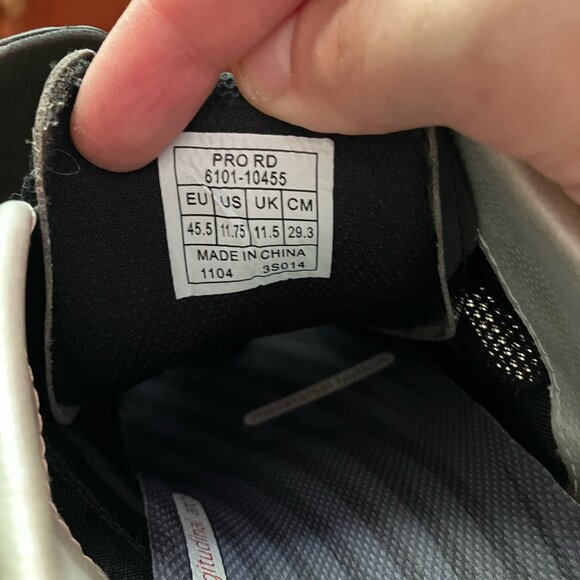 PRO RD
6101-10455
EU US UK CM
45.5 11.75 11.5 29.3
MADE IN CHINA
1104 3S014